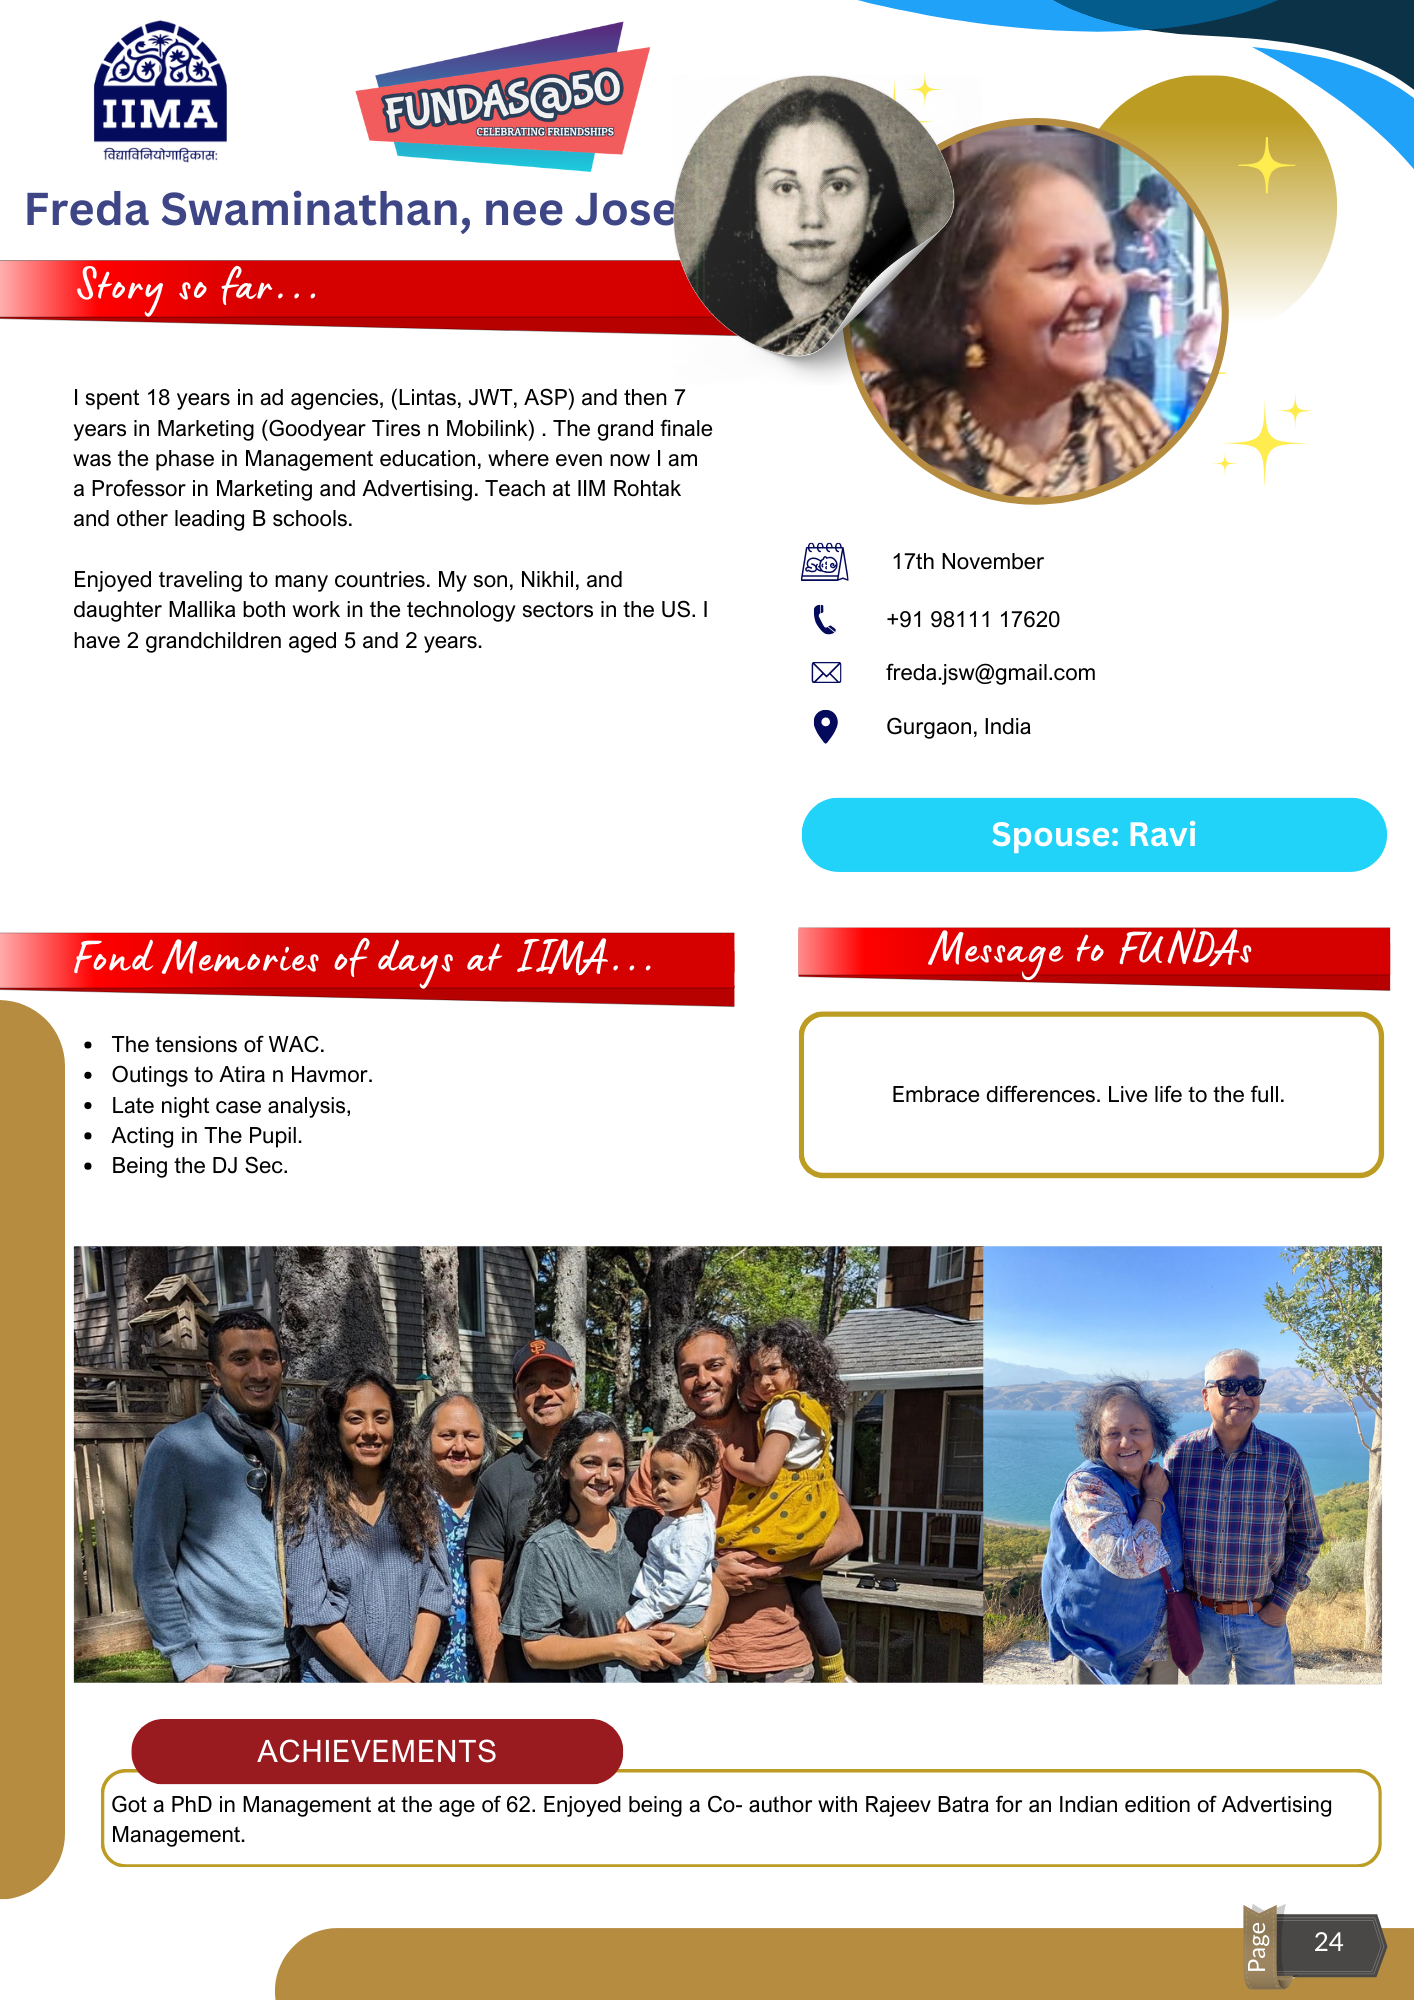 IIMA
विद्याविनियोगाद्विकासः
FUNDAS@50
CELEBRATING FRIENDSHIPS
Freda Swaminathan, nee Jose
Story so far...
I spent 18 years in ad agencies, (Lintas, JWT, ASP) and then 7
years in Marketing (Goodyear Tires n Mobilink) . The grand finale
was the phase in Management education, where even now I am
a Professor in Marketing and Advertising. Teach at IIM Rohtak
and other leading B schools.
Enjoyed traveling to many countries. My son, Nikhil, and
daughter Mallika both work in the technology sectors in the US. I
have 2 grandchildren aged 5 and 2 years.
17th November
+91 98111 17620
freda.jsw@gmail.com
Gurgaon, India
Spouse: Ravi
Fond Memories of days at IIMA...
• The tensions of WAC.
• Outings to Atira n Havmor.
• Late night case analysis,
• Acting in The Pupil.
• Being the DJ Sec.
Message to FUNDAs
Embrace differences. Live life to the full.
ACHIEVEMENTS
Got a PhD in Management at the age of 62. Enjoyed being a Co- author with Rajeev Batra for an Indian edition of Advertising
Management.
Page
24